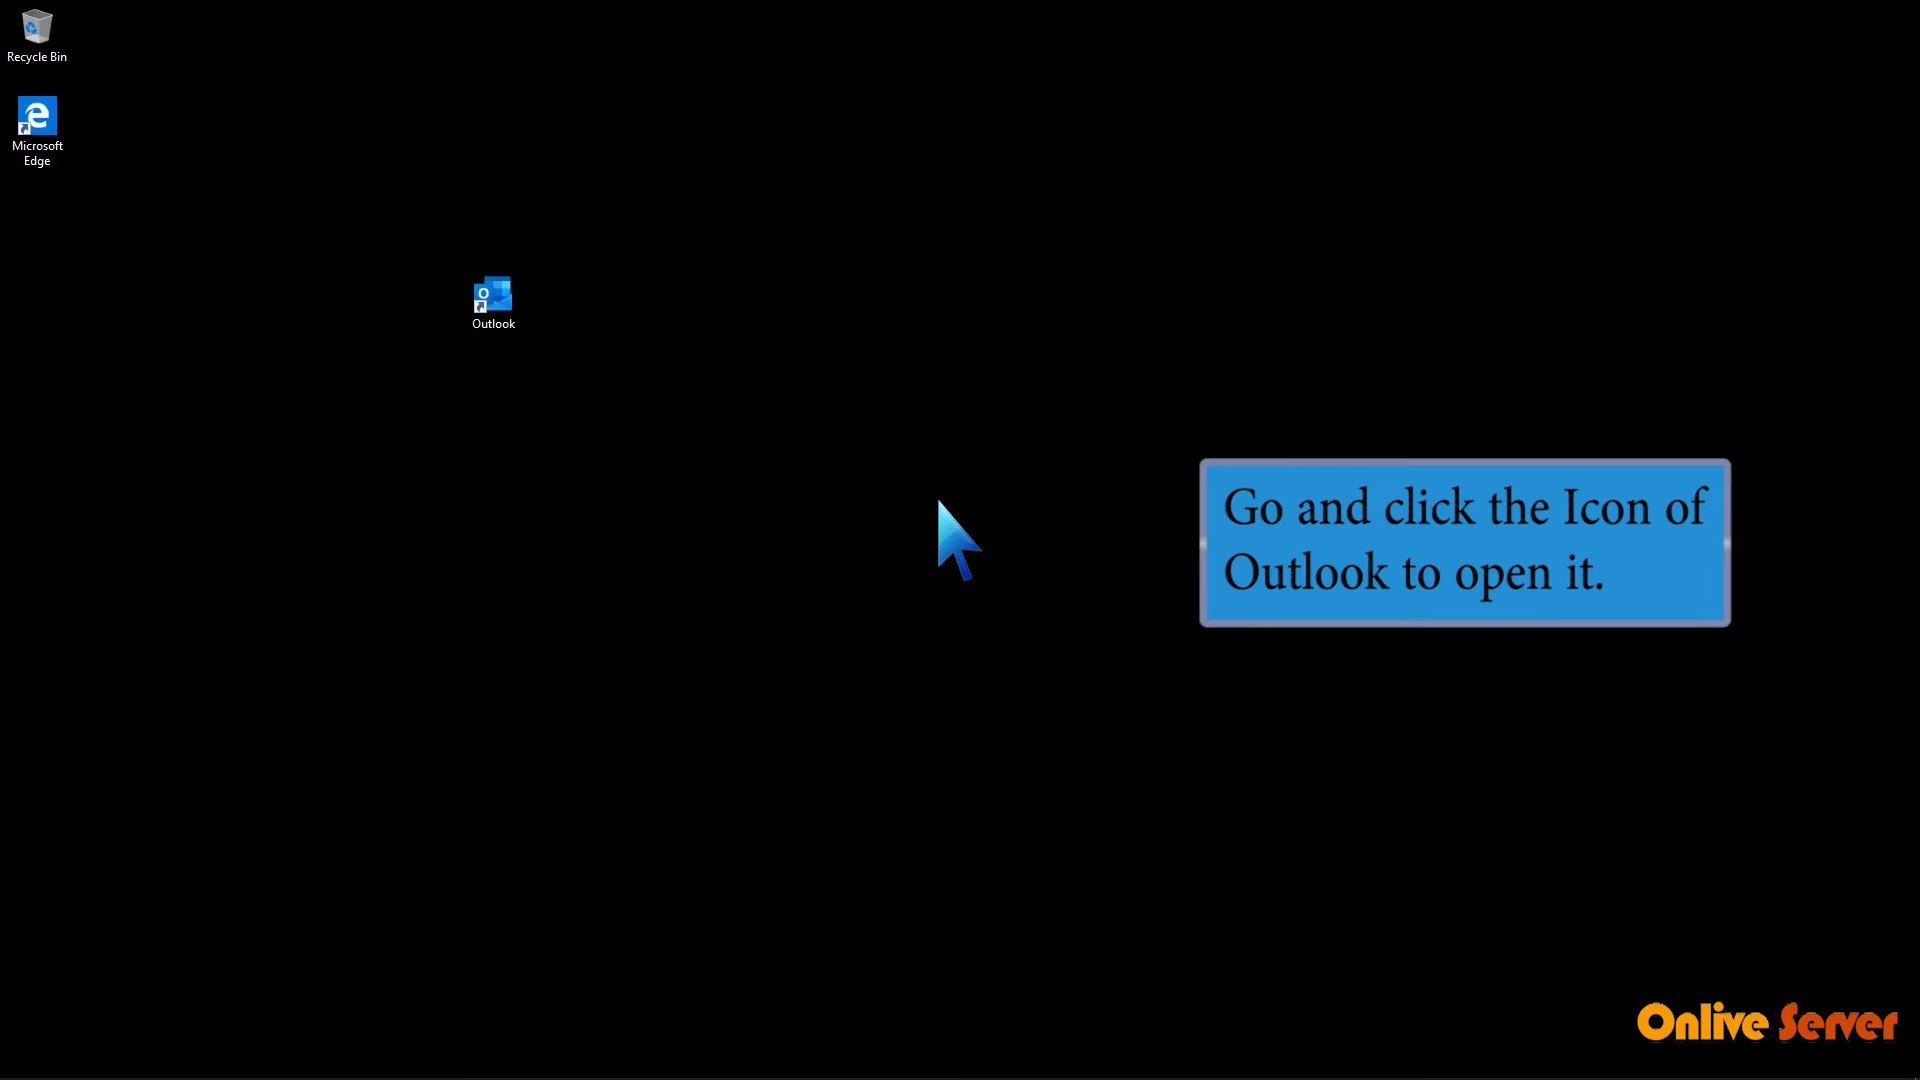 Recycle Bin
Microsoft
Edge
Outlook
Go and click the Icon of
Outlook to open it.
Onlive Server